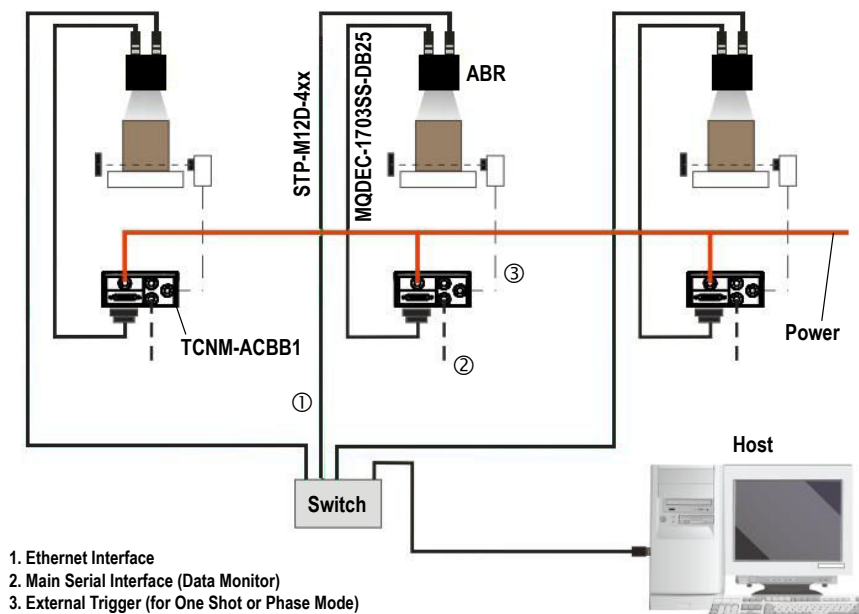 ABR
STP-M12D-4xx
MQDEC-1703SS-DB25
③
TCNM-ACBB1
Power
②
①
Host
Switch
1. Ethernet Interface
2. Main Serial Interface (Data Monitor)
3. External Trigger (for One Shot or Phase Mode)